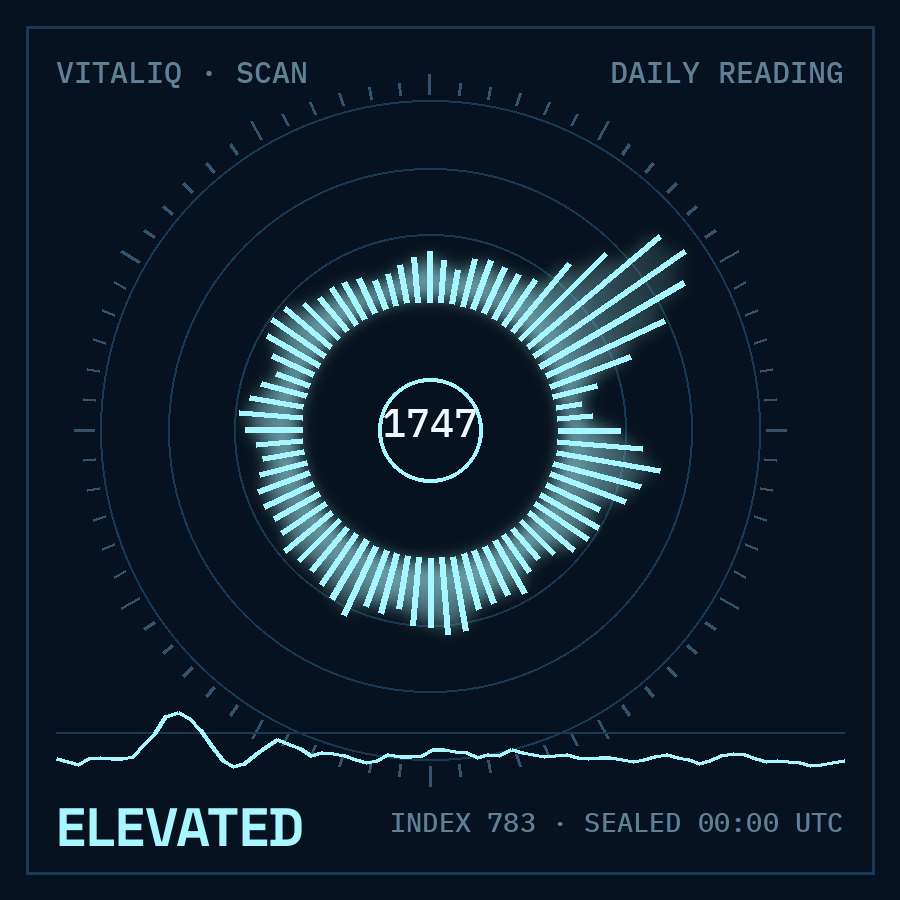 VITALIQ · SCAN
DAILY READING
1747
ELEVATED
INDEX 783 · SEALED 00:00 UTC